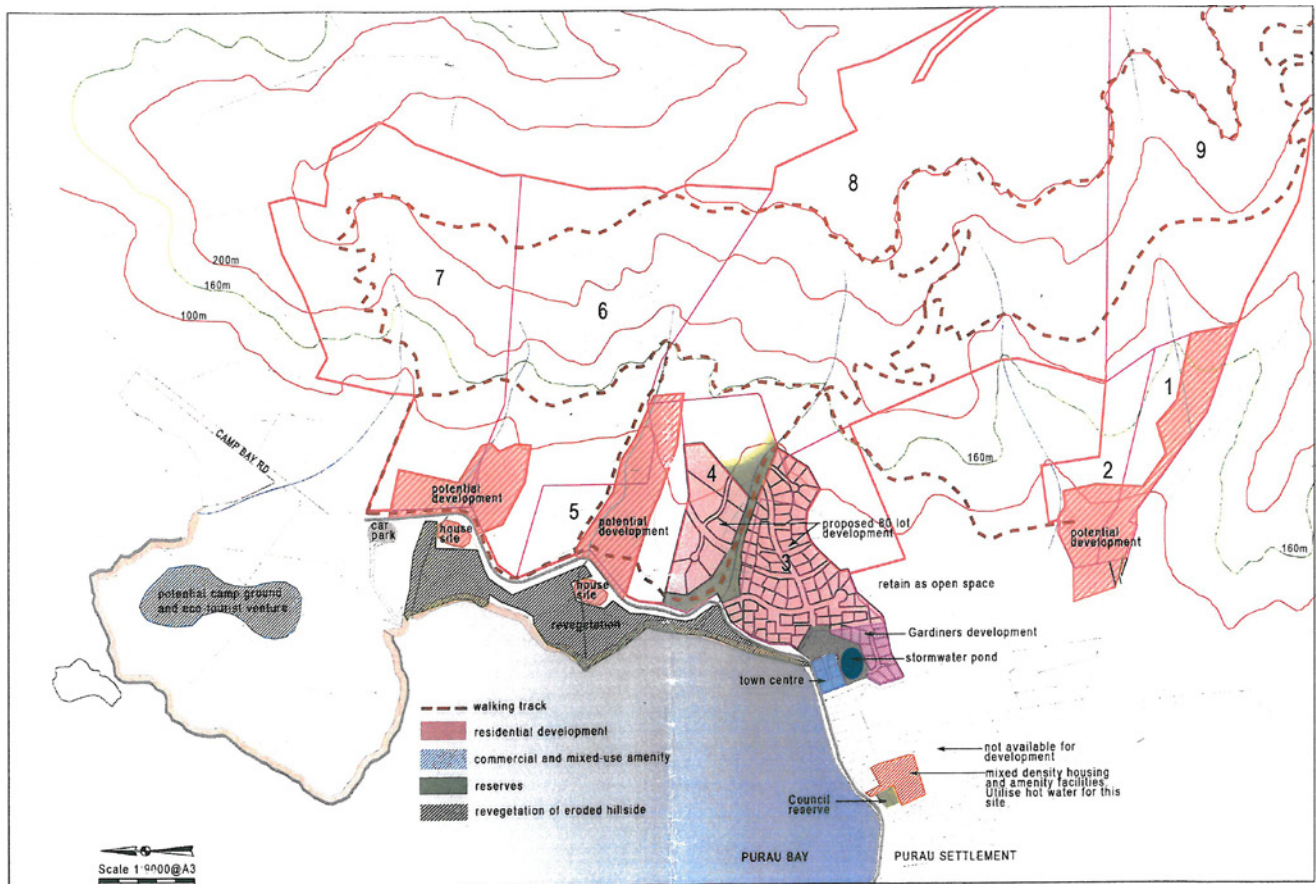 9
8
7
6
200m
160m
100m
1
160m
2
CAMP BAY RD
4
potential
development
5
potential
development
proposed 80 lot
development
potential
development
160m
car
park
house
site
3
retain as open space
potential camp ground
and eco tourist venture
house
site
revegetation
Gardiners development
stormwater pond
town centre
walking track
residential development
commercial and mixed-use amenity
reserves
revegetation of eroded hillside
not available for
development
mixed density housing
and amenity facilities.
Utilise hot water for this
site.
Council
reserve
PURAU BAY
PURAU SETTLEMENT
Scale 1:9000@A3